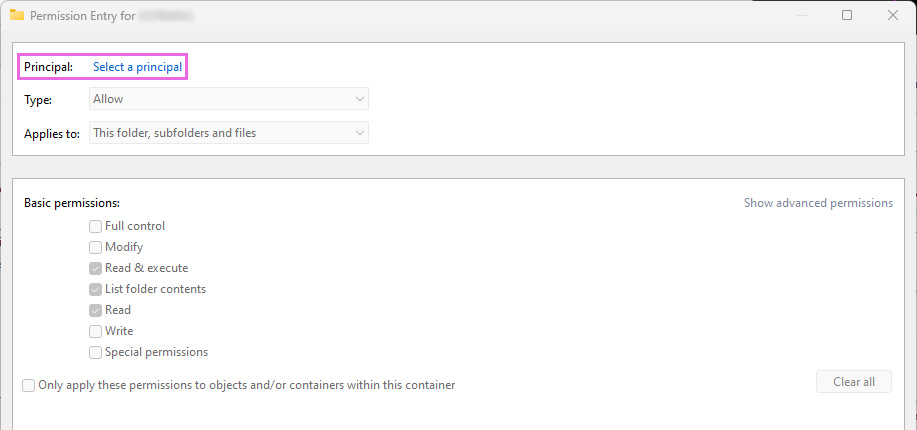 Permission Entry for
Principal: Select a principal
Type: Allow
Applies to: This folder, subfolders and files
Basic permissions: Show advanced permissions
Full control
Modify
Read & execute
List folder contents
Read
Write
Special permissions
Only apply these permissions to objects and/or containers within this container
Clear all